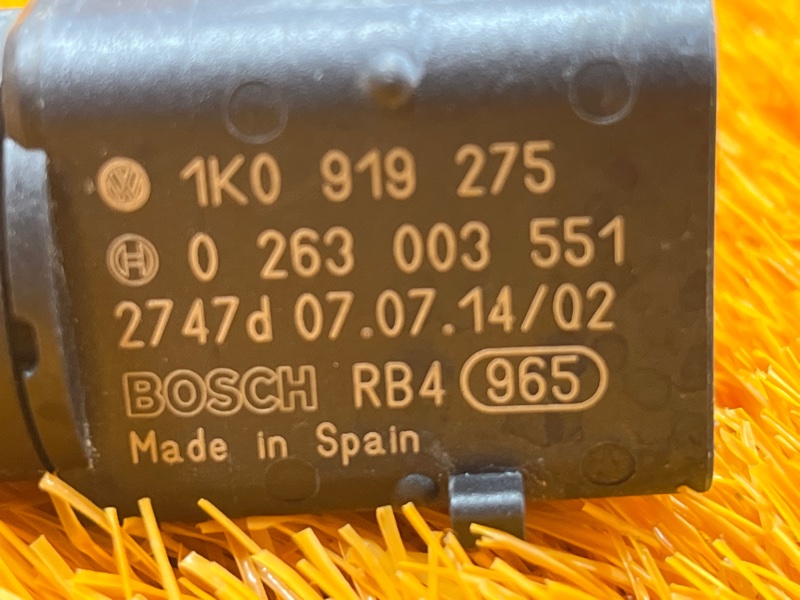 1K0 919 275
0 263 003 551
2747d 07.07.14/02
BOSCH RB4 965
Made in Spain